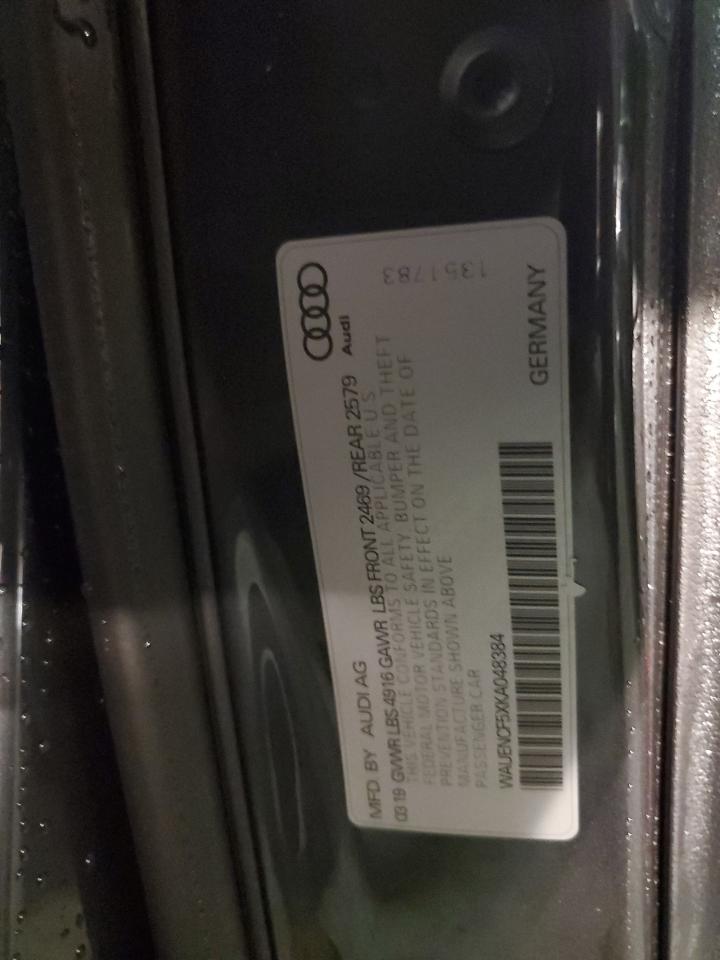 Audi
MFD. BY AUDI AG
03 19 GVWR LBS 4916 GAWR LBS FRONT 2469 /REAR 2579
THIS VEHICLE CONFORMS TO ALL APPLICABLE U S
FEDERAL MOTOR VEHICLE SAFETY, BUMPER AND THEFT
PREVENTION STANDARDS IN EFFECT ON THE DATE OF
MANUFACTURE SHOWN ABOVE
PASSENGER CAR
WAUENCF5XKA048384
GERMANY
1351783